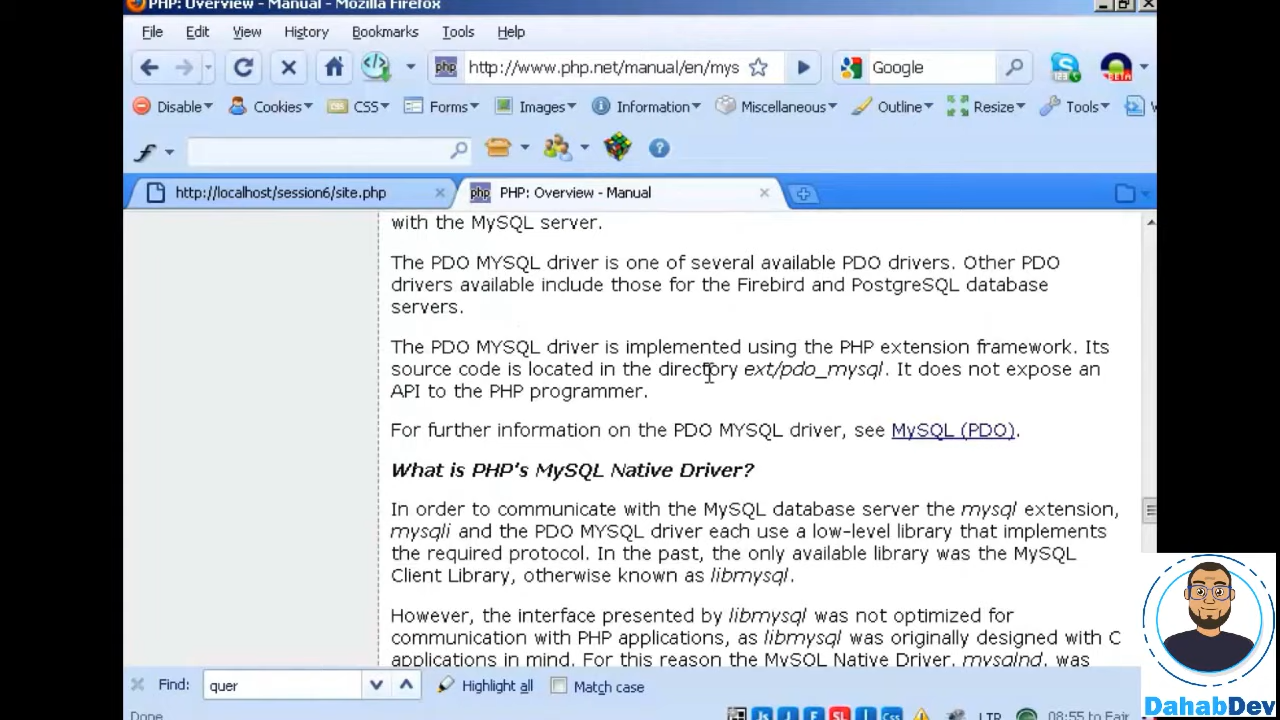 PHP: Overview - Manual - Mozilla Firefox
File Edit View History Bookmarks Tools Help
php http://www.php.net/manual/en/mys Google
Disable Cookies CSS Forms Images Information Miscellaneous Outline Resize Tools
http://localhost/session6/site.php php PHP: Overview - Manual
with the MySQL server.
The PDO MYSQL driver is one of several available PDO drivers. Other PDO
drivers available include those for the Firebird and PostgreSQL database
servers.
The PDO MYSQL driver is implemented using the PHP extension framework. Its
source code is located in the directory ext/pdo_mysql. It does not expose an
API to the PHP programmer.
For further information on the PDO MYSQL driver, see MySQL (PDO).
What is PHP's MySQL Native Driver?
In order to communicate with the MySQL database server the mysql extension,
mysqli and the PDO MYSQL driver each use a low-level library that implements
the required protocol. In the past, the only available library was the MySQL
Client Library, otherwise known as libmysql.
However, the interface presented by libmysql was not optimized for
communication with PHP applications, as libmysql was originally designed with C
applications in mind. For this reason the MySQL Native Driver, mysqlnd, was
Find: quer Highlight all Match case
Done LTR 08:55 to Fajr
DahabDev